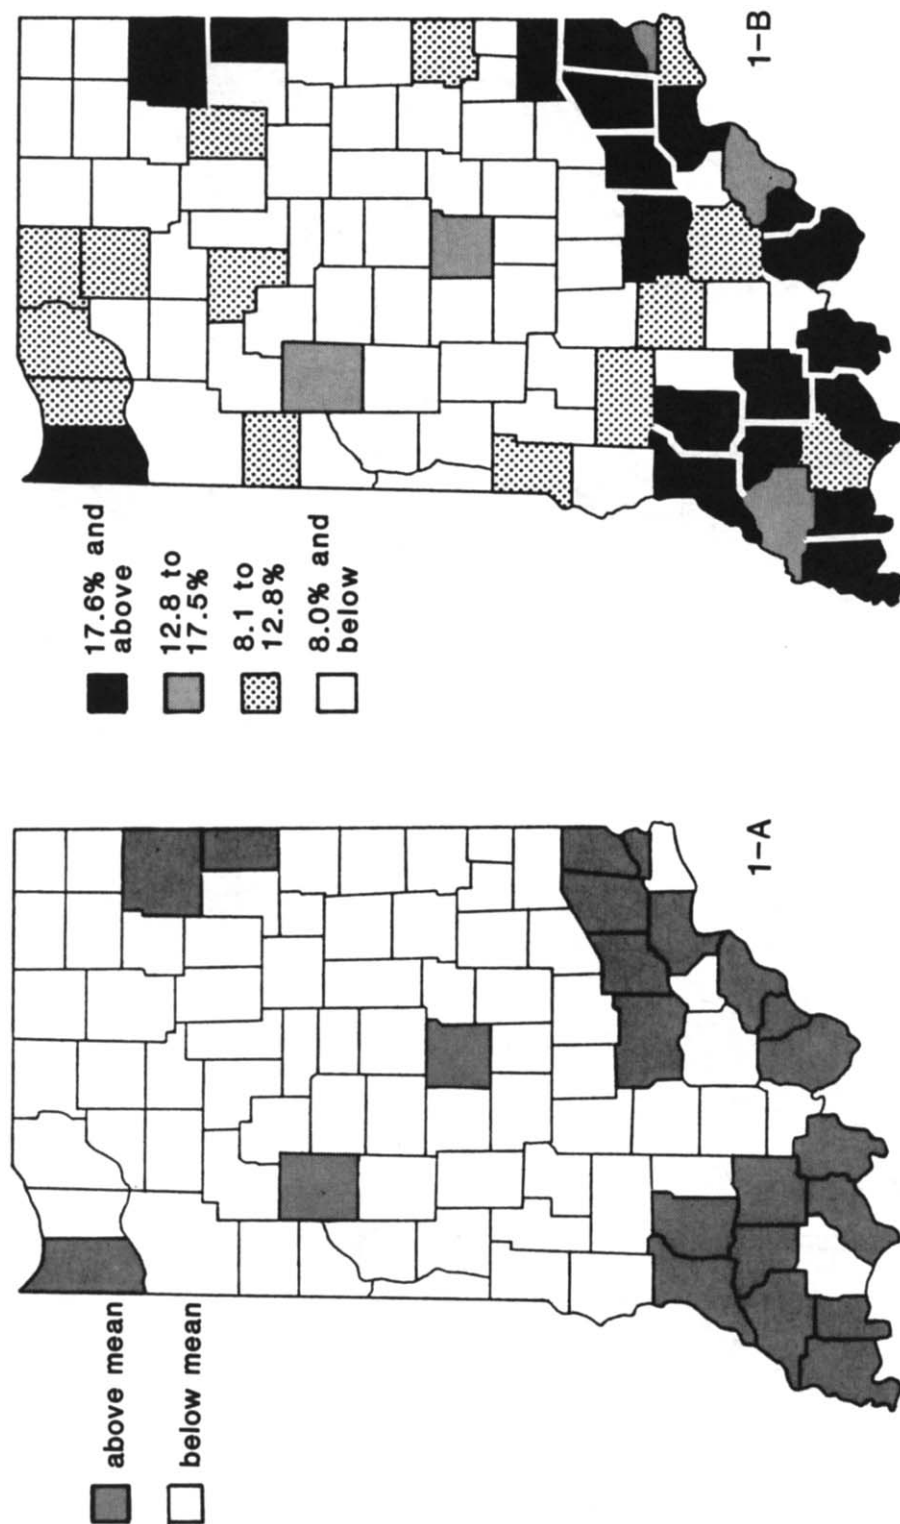 above mean
below mean
1-A
17.6% and
above
12.8 to
17.5%
8.1 to
12.8%
8.0% and
below
1-B